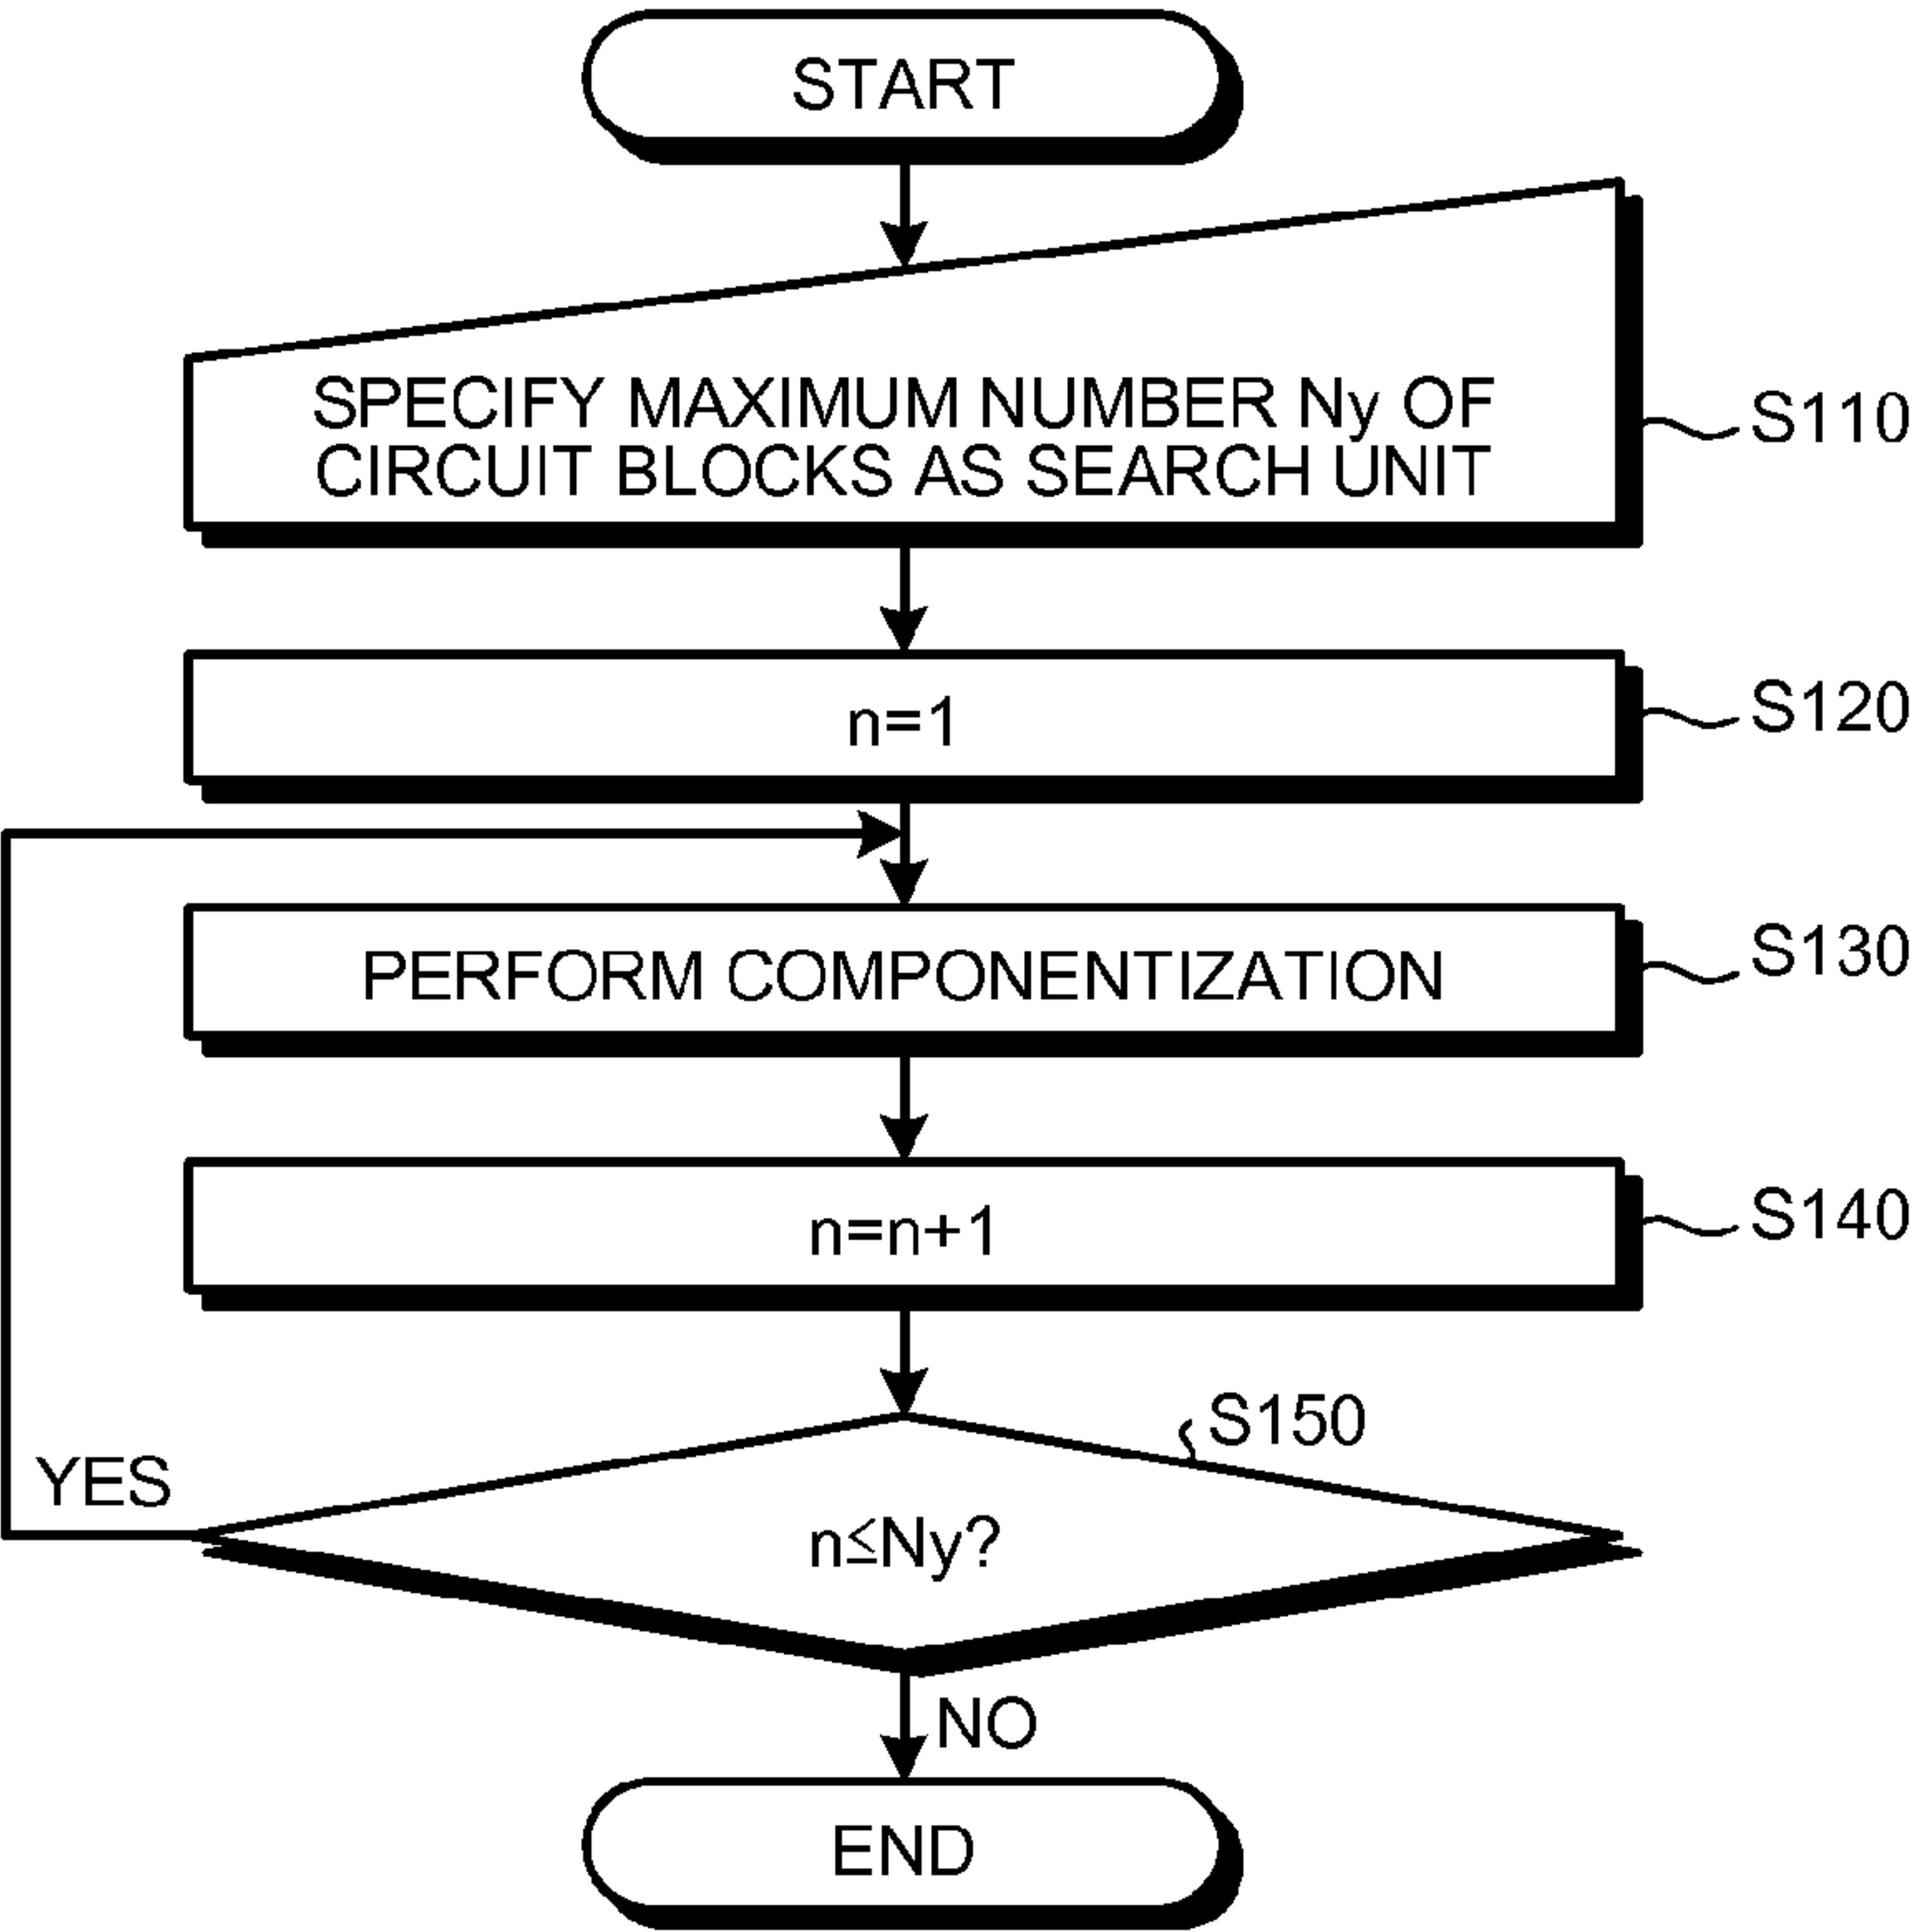 START
SPECIFY MAXIMUM NUMBER Ny OF
CIRCUIT BLOCKS AS SEARCH UNIT
S110
n=1
S120
PERFORM COMPONENTIZATION
S130
n=n+1
S140
S150
YES
n≤Ny?
NO
END